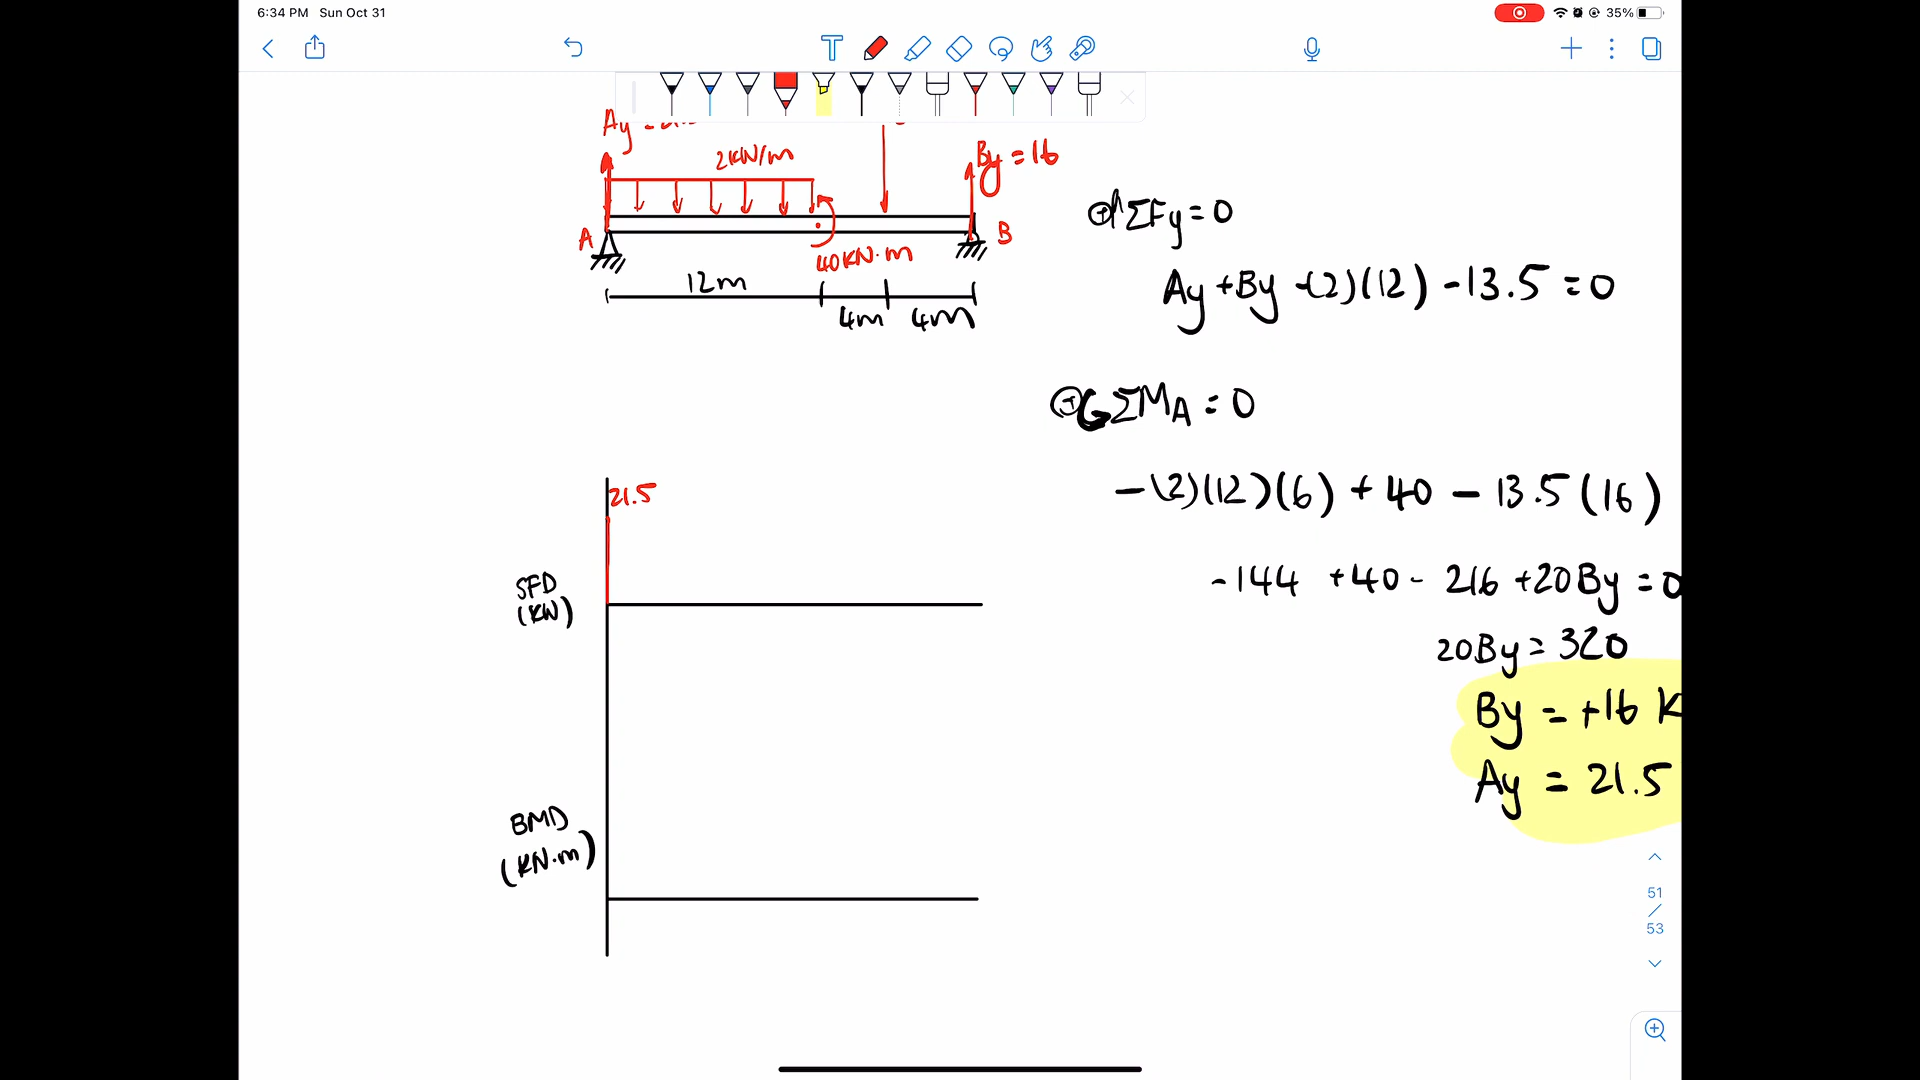 6:34 PM Sun Oct 31
35%
T
Ay =
2KN/m
By = 16
A
B
40KN.m
12m
4m
4m
+ΣFy = 0
Ay +By -(2)(12) -13.5 = 0
+ΣMA = 0
-(2)(12)(6) + 40 - 13.5 (16)
-144 +40 - 216 +20By = 0
20By = 320
By = +16 K
Ay = 21.5
21.5
SFD
(KN)
BMD
(KN.m)
51
/
53